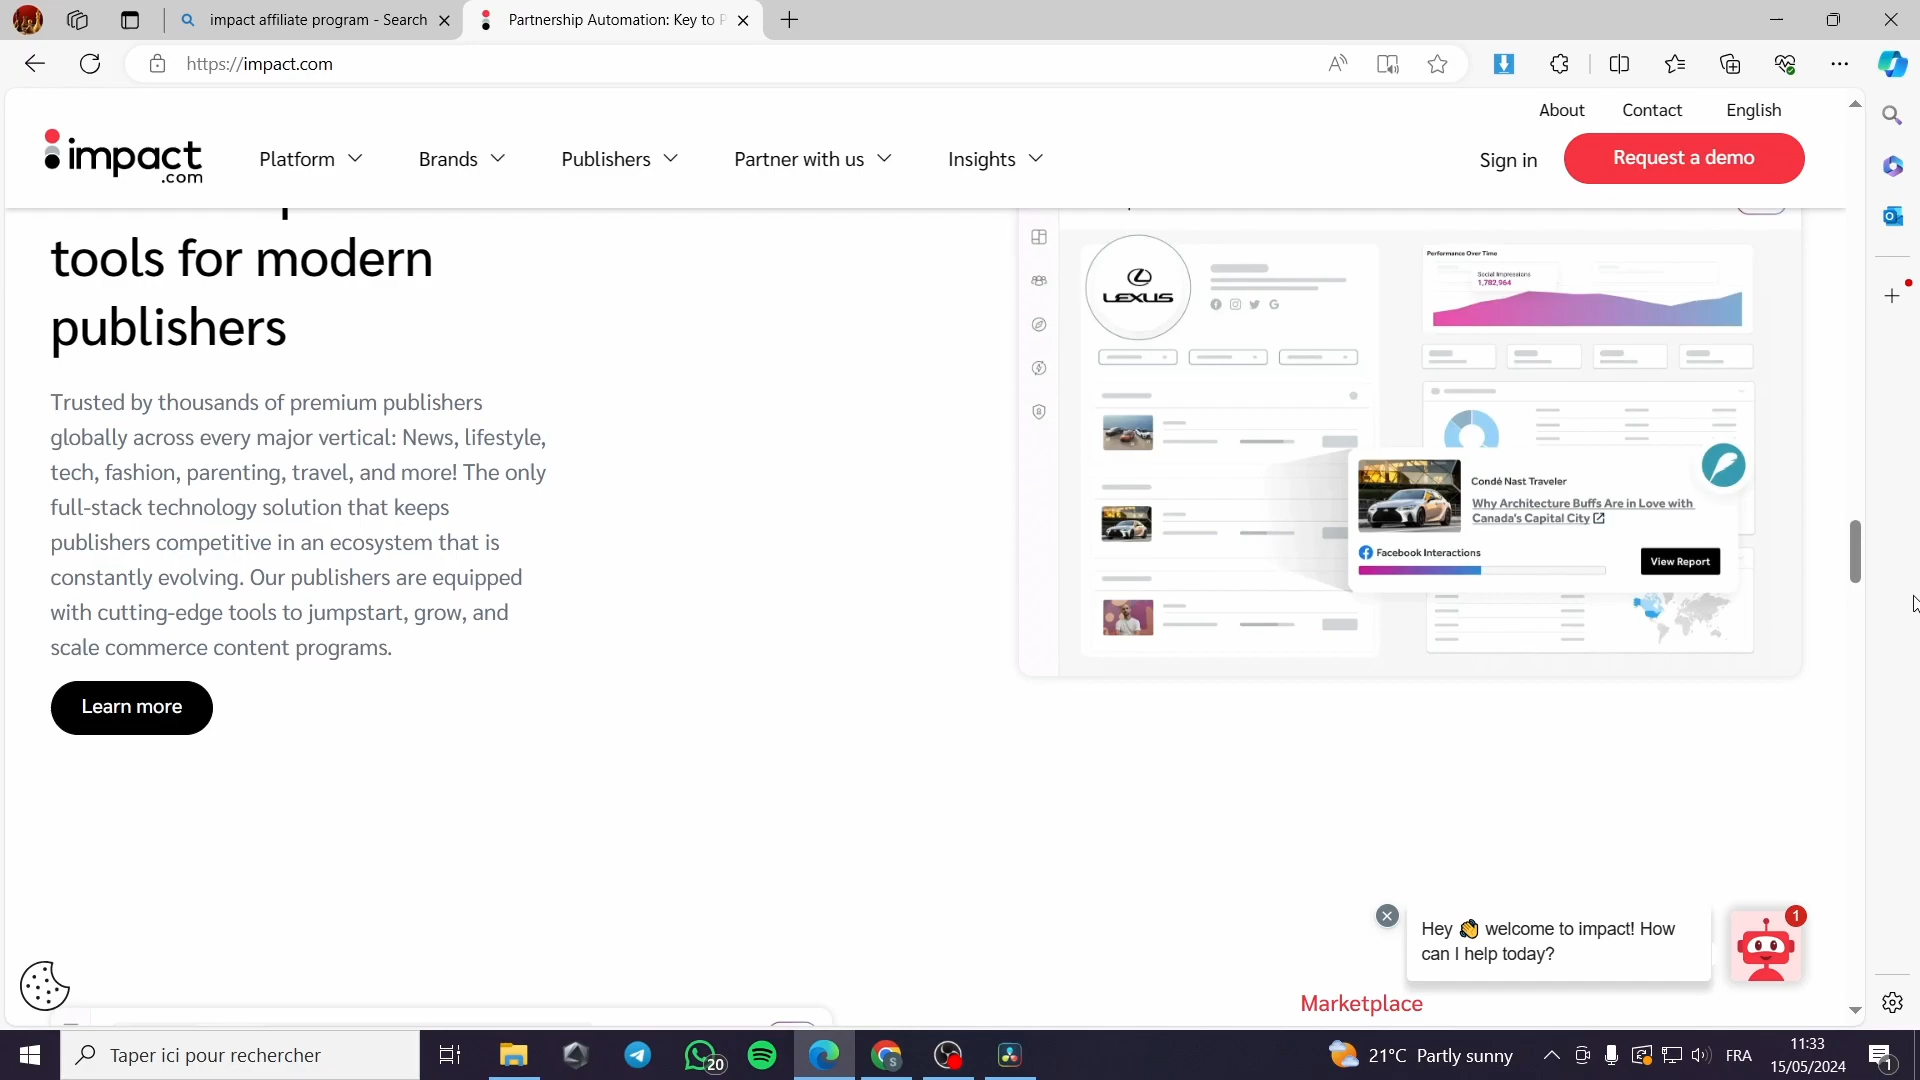 impact affiliate program - Search
Partnership Automation: Key to P
https://impact.com
About
Contact
English
impact
.com
Platform
Brands
Publishers
Partner with us
Insights
Sign in
Request a demo
tools for modern
publishers
Trusted by thousands of premium publishers
globally across every major vertical: News, lifestyle,
tech, fashion, parenting, travel, and more! The only
full-stack technology solution that keeps
publishers competitive in an ecosystem that is
constantly evolving. Our publishers are equipped
with cutting-edge tools to jumpstart, grow, and
scale commerce content programs.
Learn more
LEXUS
Performance Over Time
Social Impressions
1,782,964
Condé Nast Traveler
Why Architecture Buffs Are in Love with
Canada's Capital City
Facebook Interactions
View Report
Hey 👋 welcome to impact! How
can I help today?
1
Marketplace
Taper ici pour rechercher
20
21°C Partly sunny
FRA
11:33
15/05/2024
1